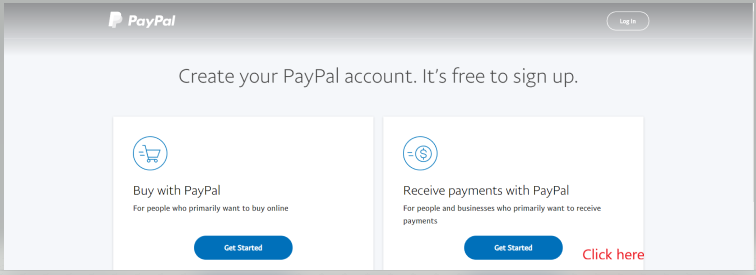 PayPal
Log In
Create your PayPal account. It's free to sign up.
Buy with PayPal
For people who primarily want to buy online
Get Started
Receive payments with PayPal
For people and businesses who primarily want to receive
payments
Get Started
Click here